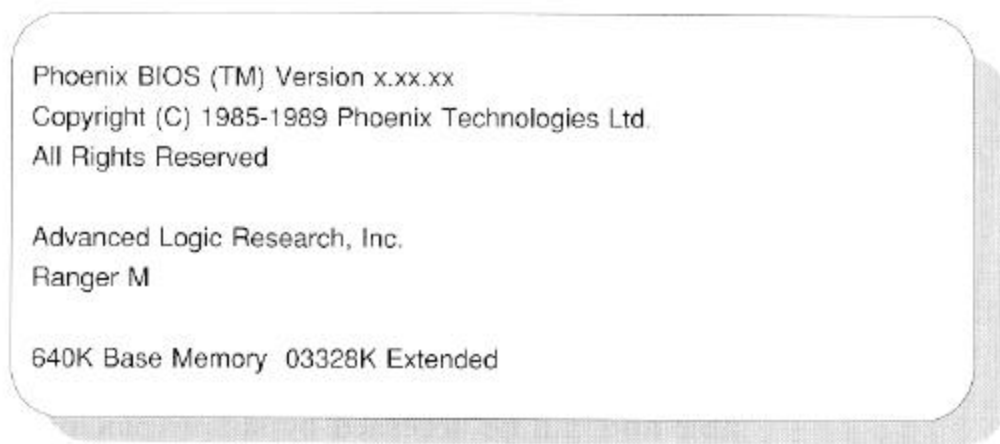 Phoenix BIOS (TM) Version x.xx.xx
Copyright (C) 1985-1989 Phoenix Technologies Ltd.
All Rights Reserved
Advanced Logic Research, Inc.
Ranger M
640K Base Memory 03328K Extended